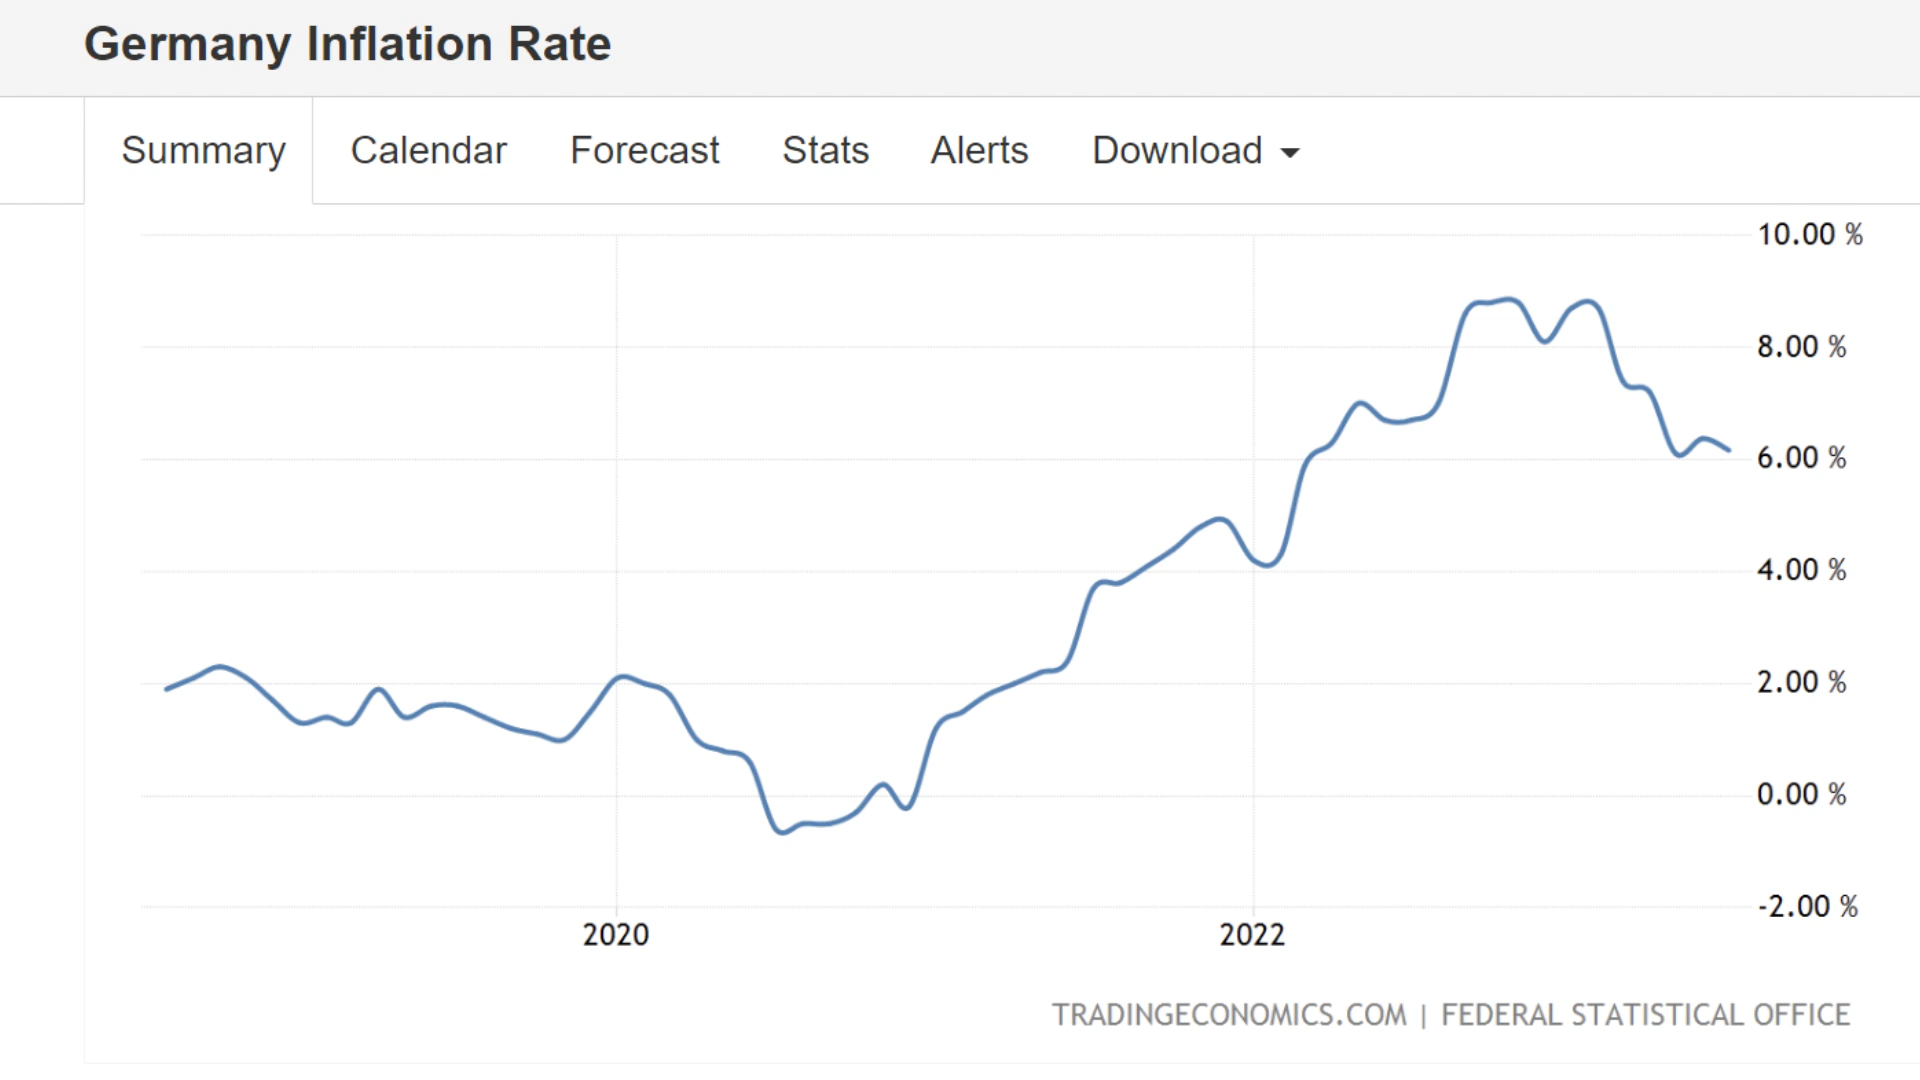 Germany Inflation Rate
Summary Calendar Forecast Stats Alerts Download
10.00 %
8.00 %
6.00 %
4.00 %
2.00 %
0.00 %
-2.00 %
2020 2022
TRADINGECONOMICS.COM | FEDERAL STATISTICAL OFFICE